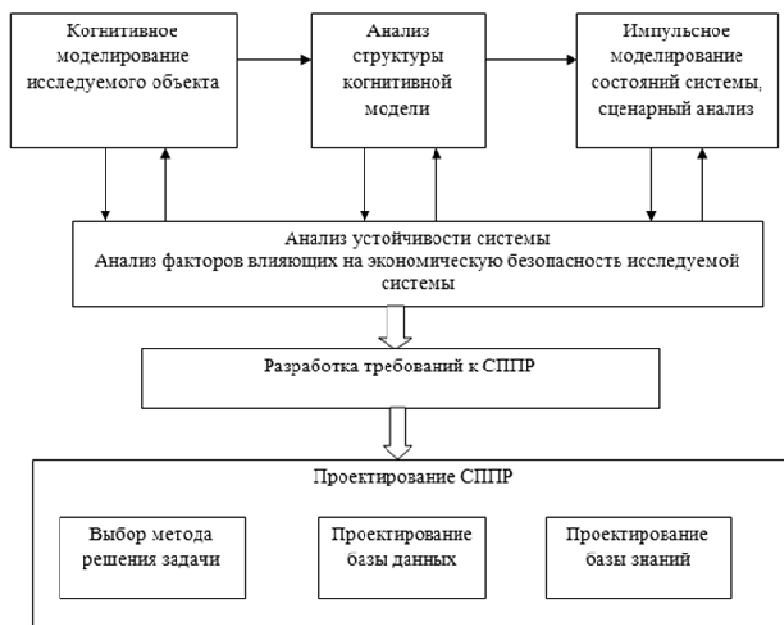 Когнитивное
моделирование
исследуемого объекта
Анализ
структуры
когнитивной
модели
Импульсное
моделирование
состояний системы,
сценарный анализ
Анализ устойчивости системы
Анализ факторов влияющих на экономическую безопасность исследуемой
системы
Разработка требований к СППР
Проектирование СППР
Выбор метода
решения задачи
Проектирование
базы данных
Проектирование
базы знаний